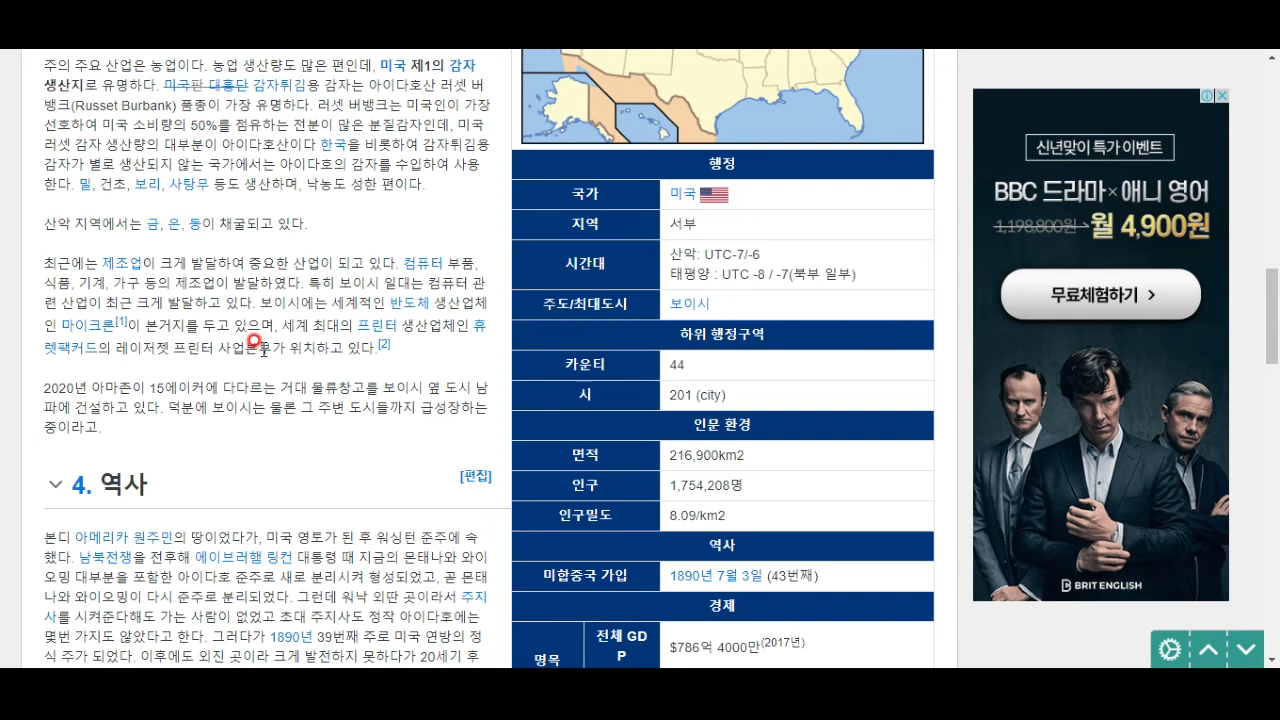 주의 주요 산업은 농업이다. 농업 생산량도 많은 편인데, 미국 제1의 감자
생산지로 유명하다. 미국판 대홍단 감자튀김용 감자는 아이다호산 러셋 버
뱅크(Russet Burbank) 품종이 가장 유명하다. 러셋 버뱅크는 미국인이 가장
선호하여 미국 소비량의 50%를 점유하는 전분이 많은 분질감자인데, 미국
러셋 감자 생산량의 대부분이 아이다호산이다 한국을 비롯하여 감자튀김용
감자가 별로 생산되지 않는 국가에서는 아이다호의 감자를 수입하여 사용
한다. 밀, 건초, 보리, 사탕무 등도 생산하며, 낙농도 성한 편이다.
산악 지역에서는 금, 은, 동이 채굴되고 있다.
최근에는 제조업이 크게 발달하여 중요한 산업이 되고 있다. 컴퓨터 부품,
식품, 기계, 가구 등의 제조업이 발달하였다. 특히 보이시 일대는 컴퓨터 관
련 산업이 최근 크게 발달하고 있다. 보이시에는 세계적인 반도체 생산업체
인 마이크론[1]이 본거지를 두고 있으며, 세계 최대의 프린터 생산업체인 휴
렛팩커드의 레이저젯 프린터 사업본부가 위치하고 있다.[2]
2020년 아마존이 15에이커에 다다르는 거대 물류창고를 보이시 옆 도시 남
파에 건설하고 있다. 덕분에 보이시는 물론 그 주변 도시들까지 급성장하는
중이라고.
4. 역사
[편집]
본디 아메리카 원주민의 땅이었다가, 미국 영토가 된 후 워싱턴 준주에 속
했다. 남북전쟁을 전후해 에이브러햄 링컨 대통령 때 지금의 몬태나와 와이
오밍 대부분을 포함한 아이다호 준주로 새로 분리시켜 형성되었고, 곧 몬태
나와 와이오밍이 다시 준주로 분리되었다. 그런데 워낙 외딴 곳이라서 주지
사를 시켜준다해도 가는 사람이 없었고 초대 주지사도 정작 아이다호에는
몇번 가지도 않았다고 한다. 그러다가 1890년 39번째 주로 미국 연방의 정
식 주가 되었다. 이후에도 외진 곳이라 크게 발전하지 못하다가 20세기 후
행정
국가 미국
지역 서부
시간대 산악: UTC-7/-6
태평양 : UTC -8 / -7(북부 일부)
주도/최대도시 보이시
하위 행정구역
카운티 44
시 201 (city)
인문 환경
면적 216,900km2
인구 1,754,208명
인구밀도 8.09/km2
역사
미합중국 가입 1890년 7월 3일 (43번째)
경제
명목 전체 GD
P $786억 4000만(2017년)
신년맞이 특가 이벤트
BBC 드라마×애니 영어
1,198,800원 월 4,900원
무료체험하기 >
BRIT ENGLISH